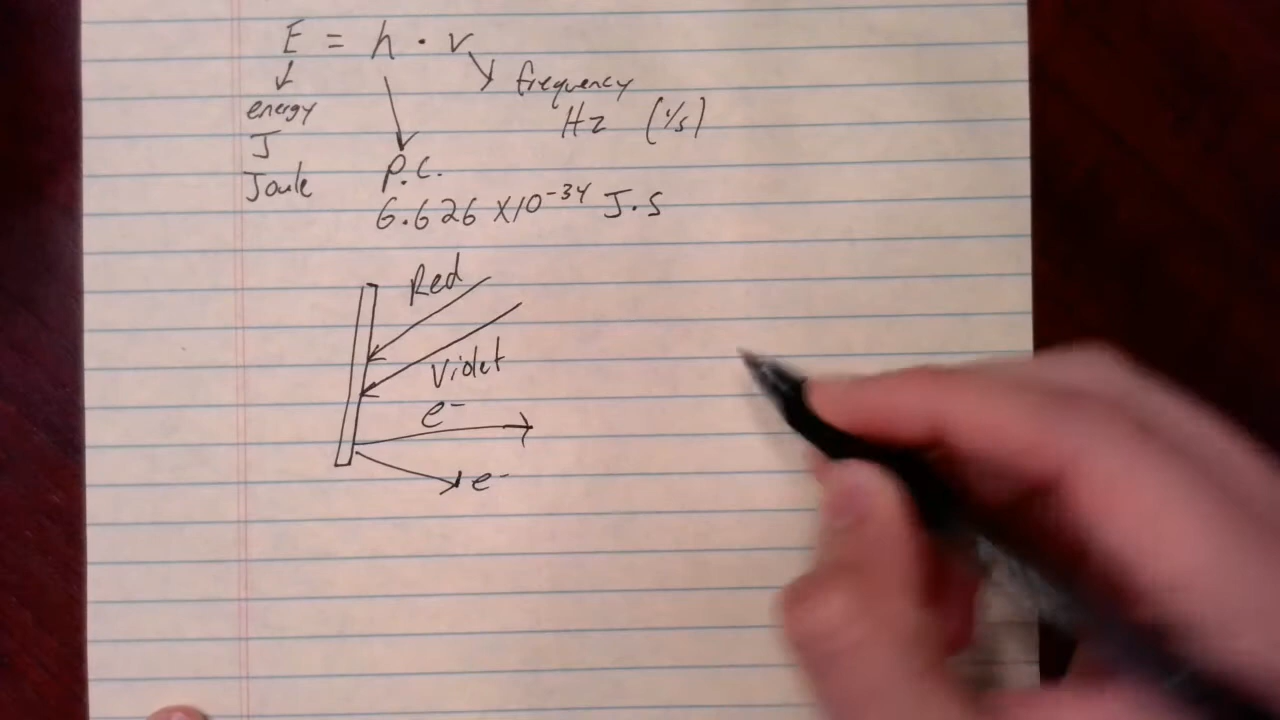 E = h · ν
frequency
energy
Hz (1/s)
J
P.C.
Joule
6.626 x10⁻³⁴ J·s
Red
Violet
e⁻
e⁻